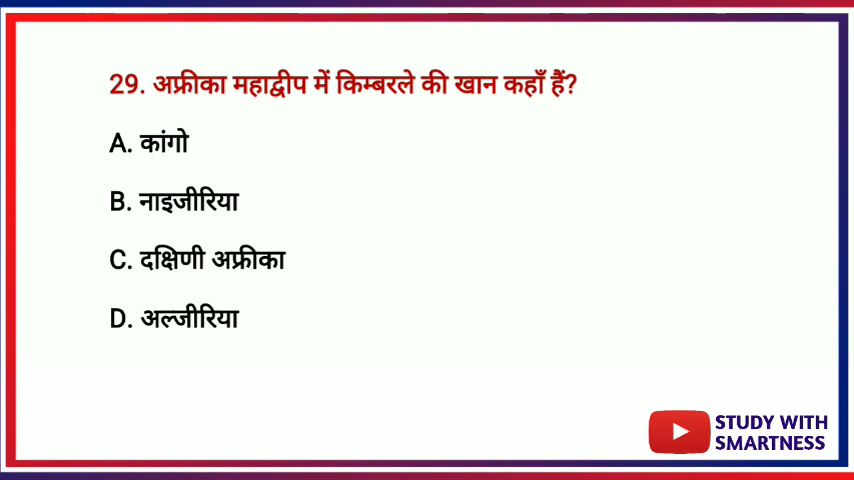 29. अफ्रीका महाद्वीप में किम्बरले की खान कहाँ हैं?
A. कांगो
B. नाइजीरिया
C. दक्षिणी अफ्रीका
D. अल्जीरिया
STUDY WITH
SMARTNESS